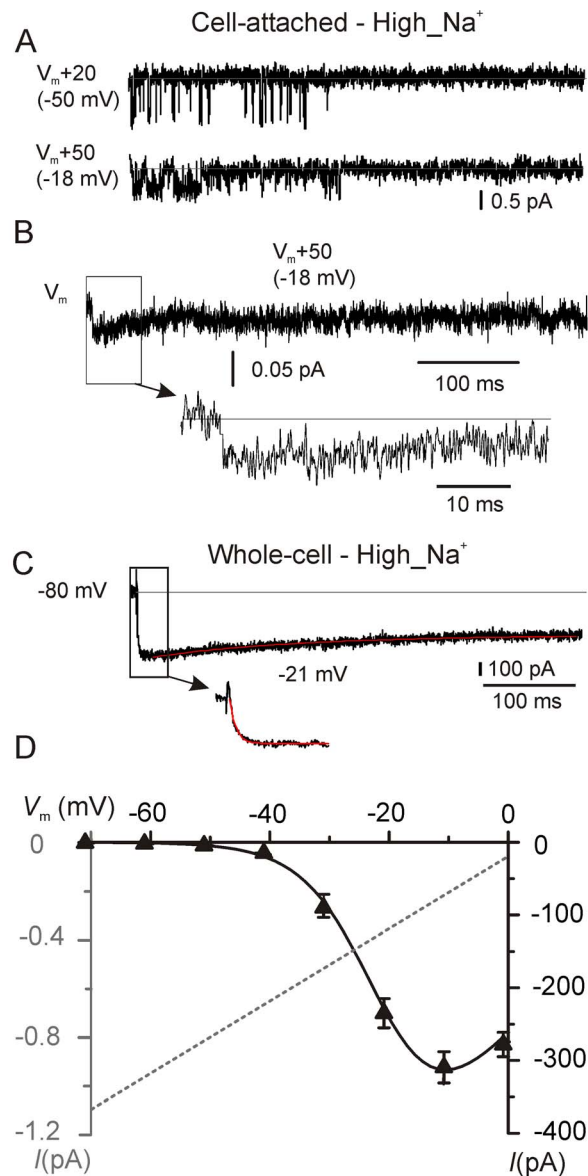 Cell-attached - High_Na+
A
Vm+20
(-50 mV)
Vm+50
(-18 mV)
0.5 pA
B
Vm+50
(-18 mV)
Vm
0.05 pA
100 ms
10 ms
Whole-cell - High_Na+
C
-80 mV
-21 mV
100 pA
100 ms
D
Vm (mV) -60 -40 -20 0
0 0
-100
-0.4
-200
-0.8
-300
-1.2 -400
I(pA) I(pA)